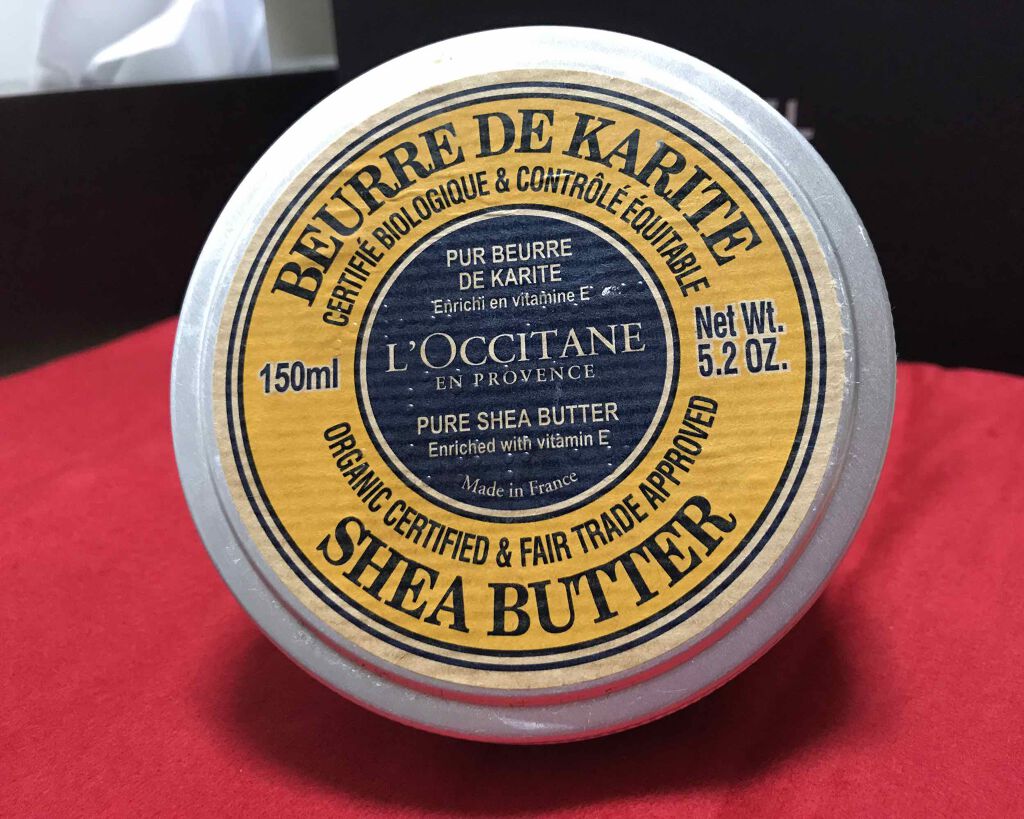 BEURRE DE KARITE
CERTIFIÉ BIOLOGIQUE & CONTRÔLÉ ÉQUITABLE
PUR BEURRE
DE KARITE
Enrichi en vitamine E
150ml
L'OCCITANE
EN PROVENCE
Net Wt.
5.2 OZ.
PURE SHEA BUTTER
Enriched with vitamin E
Made in France
ORGANIC CERTIFIED & FAIR TRADE APPROVED
SHEA BUTTER